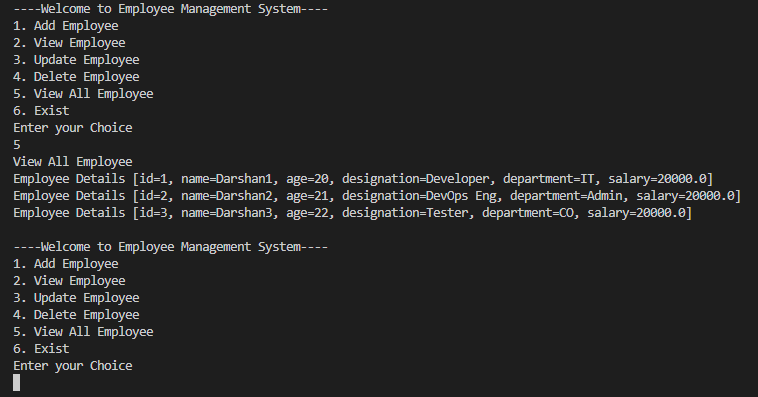 ----Welcome to Employee Management System----
1. Add Employee
2. View Employee
3. Update Employee
4. Delete Employee
5. View All Employee
6. Exist
Enter your Choice
5
View All Employee
Employee Details [id=1, name=Darshan1, age=20, designation=Developer, department=IT, salary=20000.0]
Employee Details [id=2, name=Darshan2, age=21, designation=DevOps Eng, department=Admin, salary=20000.0]
Employee Details [id=3, name=Darshan3, age=22, designation=Tester, department=CO, salary=20000.0]
----Welcome to Employee Management System----
1. Add Employee
2. View Employee
3. Update Employee
4. Delete Employee
5. View All Employee
6. Exist
Enter your Choice